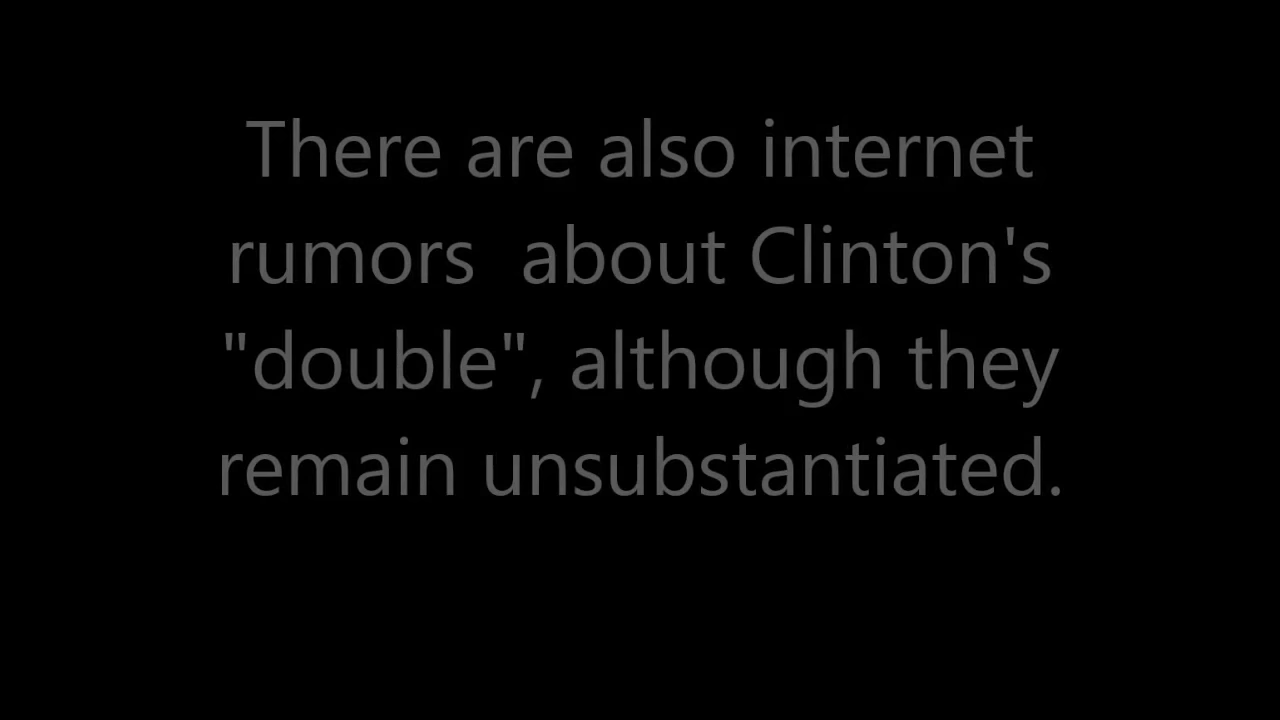 There are also internet
rumors  about Clinton's
"double", although they
remain unsubstantiated.